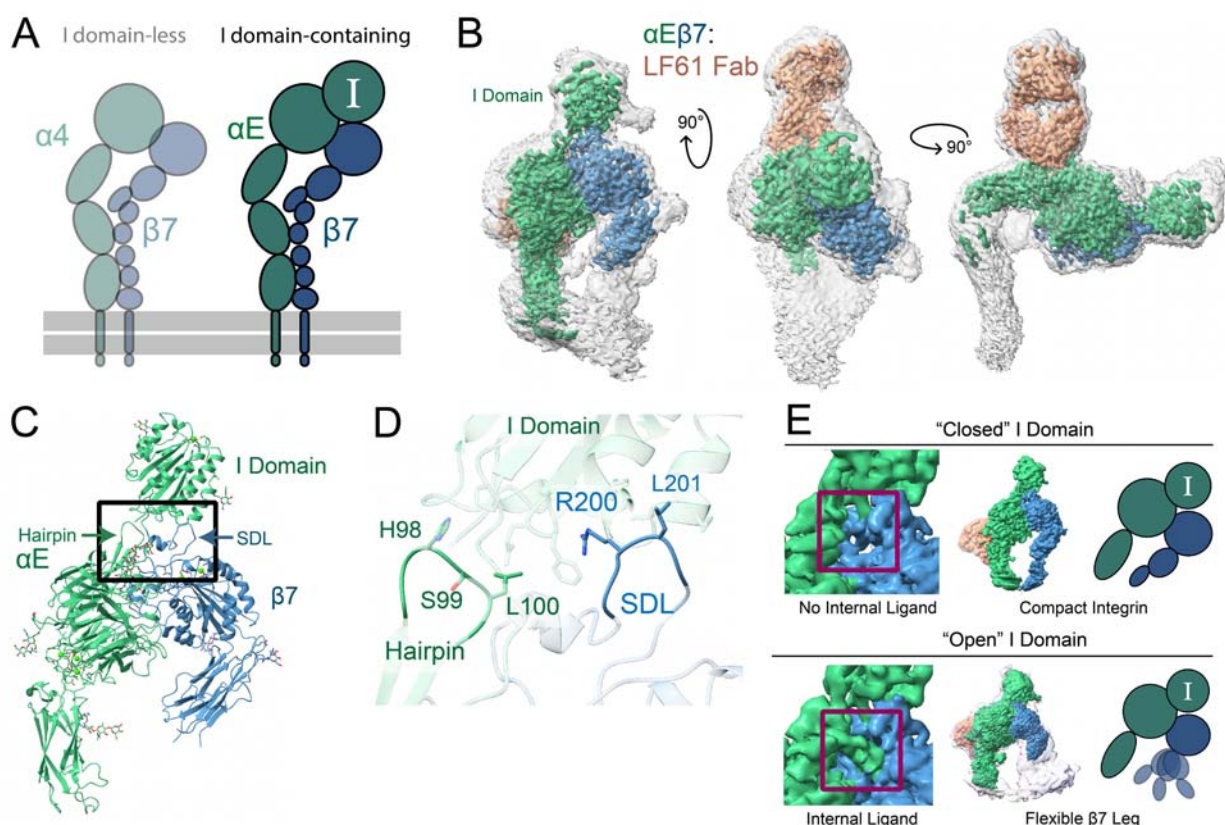 A
I domain-less
I domain-containing
I
α4
αE
β7
B
αEβ7:
LF61 Fab
I Domain
90°
90°
C
I Domain
Hairpin
αE
SDL
β7
D
I Domain
R200
L201
H98
S99
L100
SDL
Hairpin
E
“Closed” I Domain
I
No Internal Ligand
Compact Integrin
“Open” I Domain
I
Internal Ligand
Flexible β7 Leg